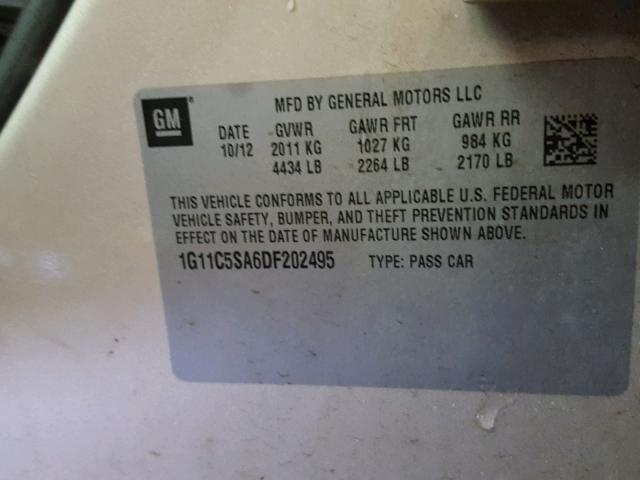 GM ®
MFD BY GENERAL MOTORS LLC
DATE GVWR GAWR FRT GAWR RR
10/12 2011 KG 1027 KG 984 KG
4434 LB 2264 LB 2170 LB
THIS VEHICLE CONFORMS TO ALL APPLICABLE U.S. FEDERAL MOTOR
VEHICLE SAFETY, BUMPER, AND THEFT PREVENTION STANDARDS IN
EFFECT ON THE DATE OF MANUFACTURE SHOWN ABOVE.
1G11C5SA6DF202495 TYPE: PASS CAR